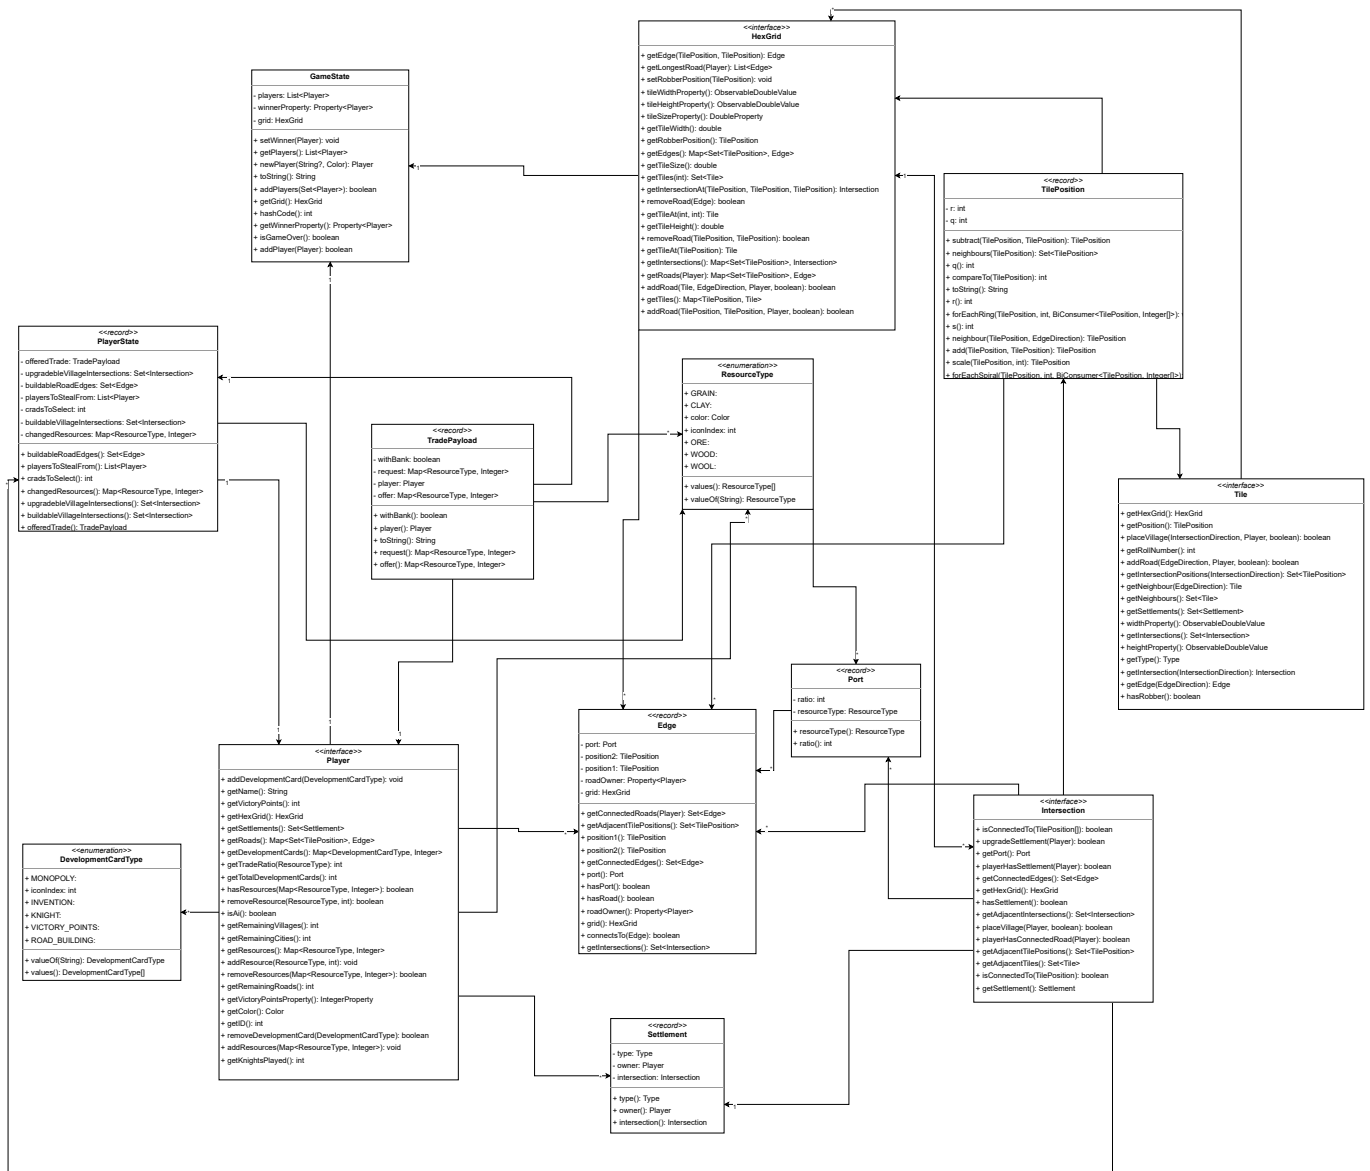 <<interface>>
HexGrid
+ getEdge(TilePosition, TilePosition): Edge
+ getLongestRoad(Player): List<Edge>
+ setRobberPosition(TilePosition): void
+ tileWidthProperty(): ObservableDoubleValue
+ tileHeightProperty(): ObservableDoubleValue
+ tileSizeProperty(): DoubleProperty
+ getTileWidth(): double
+ getRobberPosition(): TilePosition
+ getEdges(): Map<Set<TilePosition>, Edge>
+ getTileSize(): double
+ getTiles(int): Set<Tile>
+ getIntersectionAt(TilePosition, TilePosition, TilePosition): Intersection
+ removeRoad(Edge): boolean
+ getTileAt(int, int): Tile
+ getTileHeight(): double
+ removeRoad(TilePosition, TilePosition): boolean
+ getTileAt(TilePosition): Tile
+ getIntersections(): Map<Set<TilePosition>, Intersection>
+ getRoads(Player): Map<Set<TilePosition>, Edge>
+ addRoad(Tile, EdgeDirection, Player, boolean): boolean
+ getTiles(): Map<TilePosition, Tile>
+ addRoad(TilePosition, TilePosition, Player, boolean): boolean
GameState
- players: List<Player>
- winnerProperty: Property<Player>
- grid: HexGrid
+ setWinner(Player): void
+ getPlayers(): List<Player>
+ newPlayer(String?, Color): Player
+ toString(): String
+ addPlayers(Set<Player>): boolean
+ getGrid(): HexGrid
+ hashCode(): int
+ getWinnerProperty(): Property<Player>
+ isGameOver(): boolean
+ addPlayer(Player): boolean
<<record>>
TilePosition
- r: int
- q: int
+ subtract(TilePosition, TilePosition): TilePosition
+ neighbours(TilePosition): Set<TilePosition>
+ q(): int
+ compareTo(TilePosition): int
+ toString(): String
+ r(): int
+ forEachRing(TilePosition, int, BiConsumer<TilePosition, Integer[]>):
+ s(): int
+ neighbour(TilePosition, EdgeDirection): TilePosition
+ add(TilePosition, TilePosition): TilePosition
+ scale(TilePosition, int): TilePosition
+ forEachSpiral(TilePosition, int, BiConsumer<TilePosition, Integer[]>)
<<record>>
PlayerState
- offeredTrade: TradePayload
- upgradebleVillageIntersections: Set<Intersection>
- buildableRoadEdges: Set<Edge>
- playersToStealFrom: List<Player>
- cradsToSelect: int
- buildableVillageIntersections: Set<Intersection>
- changedResources: Map<ResourceType, Integer>
+ buildableRoadEdges(): Set<Edge>
+ playersToStealFrom(): List<Player>
+ cradsToSelect(): int
+ changedResources(): Map<ResourceType, Integer>
+ upgradebleVillageIntersections(): Set<Intersection>
+ buildableVillageIntersections(): Set<Intersection>
+ offeredTrade(): TradePayload
<<record>>
TradePayload
- withBank: boolean
- request: Map<ResourceType, Integer>
- player: Player
- offer: Map<ResourceType, Integer>
+ withBank(): boolean
+ player(): Player
+ toString(): String
+ request(): Map<ResourceType, Integer>
+ offer(): Map<ResourceType, Integer>
<<enumeration>>
ResourceType
+ GRAIN:
+ CLAY:
+ color: Color
+ iconIndex: int
+ ORE:
+ WOOD:
+ WOOL:
+ values(): ResourceType[]
+ valueOf(String): ResourceType
<<interface>>
Tile
+ getHexGrid(): HexGrid
+ getPosition(): TilePosition
+ placeVillage(IntersectionDirection, Player, boolean): boolean
+ getRollNumber(): int
+ addRoad(EdgeDirection, Player, boolean): boolean
+ getIntersectionPositions(IntersectionDirection): Set<TilePosition>
+ getNeighbour(EdgeDirection): Tile
+ getNeighbours(): Set<Tile>
+ getSettlements(): Set<Settlement>
+ widthProperty(): ObservableDoubleValue
+ getIntersections(): Set<Intersection>
+ heightProperty(): ObservableDoubleValue
+ getType(): Type
+ getIntersection(IntersectionDirection): Intersection
+ getEdge(EdgeDirection): Edge
+ hasRobber(): boolean
<<record>>
Port
- ratio: int
- resourceType: ResourceType
+ resourceType(): ResourceType
+ ratio(): int
<<record>>
Edge
- port: Port
- position2: TilePosition
- position1: TilePosition
- roadOwner: Property<Player>
- grid: HexGrid
+ getConnectedRoads(Player): Set<Edge>
+ getAdjacentTilePositions(): Set<TilePosition>
+ position1(): TilePosition
+ position2(): TilePosition
+ getConnectedEdges(): Set<Edge>
+ port(): Port
+ hasPort(): boolean
+ hasRoad(): boolean
+ roadOwner(): Property<Player>
+ grid(): HexGrid
+ connectsTo(Edge): boolean
+ getIntersections(): Set<Intersection>
<<interface>>
Player
+ addDevelopmentCard(DevelopmentCardType): void
+ getName(): String
+ getVictoryPoints(): int
+ getHexGrid(): HexGrid
+ getSettlements(): Set<Settlement>
+ getRoads(): Map<Set<TilePosition>, Edge>
+ getDevelopmentCards(): Map<DevelopmentCardType, Integer>
+ getTradeRatio(ResourceType): int
+ getTotalDevelopmentCards(): int
+ hasResources(Map<ResourceType, Integer>): boolean
+ removeResource(ResourceType, int): boolean
+ isAi(): boolean
+ getRemainingVillages(): int
+ getRemainingCities(): int
+ getResources(): Map<ResourceType, Integer>
+ addResource(ResourceType, int): void
+ removeResources(Map<ResourceType, Integer>): boolean
+ getRemainingRoads(): int
+ getVictoryPointsProperty(): IntegerProperty
+ getColor(): Color
+ getID(): int
+ removeDevelopmentCard(DevelopmentCardType): boolean
+ addResources(Map<ResourceType, Integer>): void
+ getKnightsPlayed(): int
<<enumeration>>
DevelopmentCardType
+ MONOPOLY:
+ iconIndex: int
+ INVENTION:
+ KNIGHT:
+ VICTORY_POINTS:
+ ROAD_BUILDING:
+ valueOf(String): DevelopmentCardType
+ values(): DevelopmentCardType[]
<<interface>>
Intersection
+ isConnectedTo(TilePosition[]): boolean
+ upgradeSettlement(Player): boolean
+ getPort(): Port
+ playerHasSettlement(Player): boolean
+ getConnectedEdges(): Set<Edge>
+ getHexGrid(): HexGrid
+ hasSettlement(): boolean
+ getAdjacentIntersections(): Set<Intersection>
+ placeVillage(Player, boolean): boolean
+ playerHasConnectedRoad(Player): boolean
+ getAdjacentTilePositions(): Set<TilePosition>
+ getAdjacentTiles(): Set<Tile>
+ isConnectedTo(TilePosition): boolean
+ getSettlement(): Settlement
<<record>>
Settlement
- type: Type
- owner: Player
- intersection: Intersection
+ type(): Type
+ owner(): Player
+ intersection(): Intersection